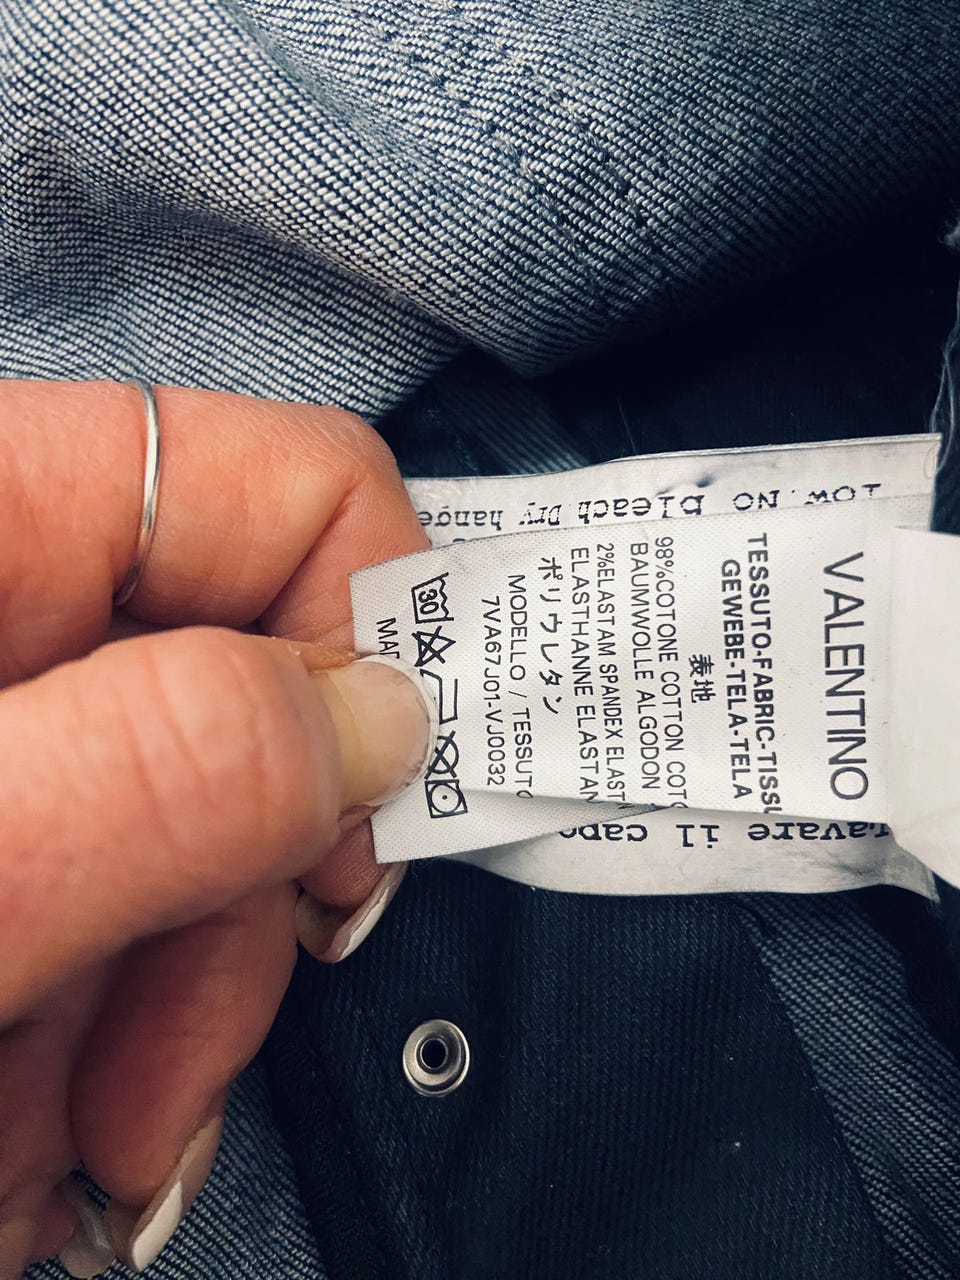 VALENTINO
TESSUTO-FABRIC-TISSU
GEWEBE-TELA-TELA
表地
98%COTONE COTTON COTO
BAUMWOLLE ALGODON
2%ELASTAM SPANDEX ELAST
ELASTHANNE ELASTAN
ポリウレタン
MODELLO / TESSUTO
7VA67J01-VJ0032
30
MAD
low. NO bleach Dry hange
lavare il capo